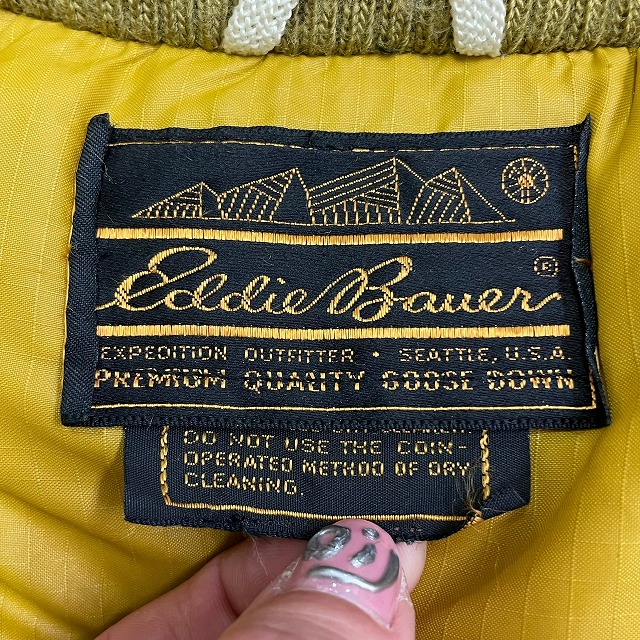 Eddie Bauer ®
EXPEDITION OUTFITTER • SEATTLE, U.S.A.
PREMIUM QUALITY GOOSE DOWN
DO NOT USE THE COIN-
OPERATED METHOD OF DRY
CLEANING.